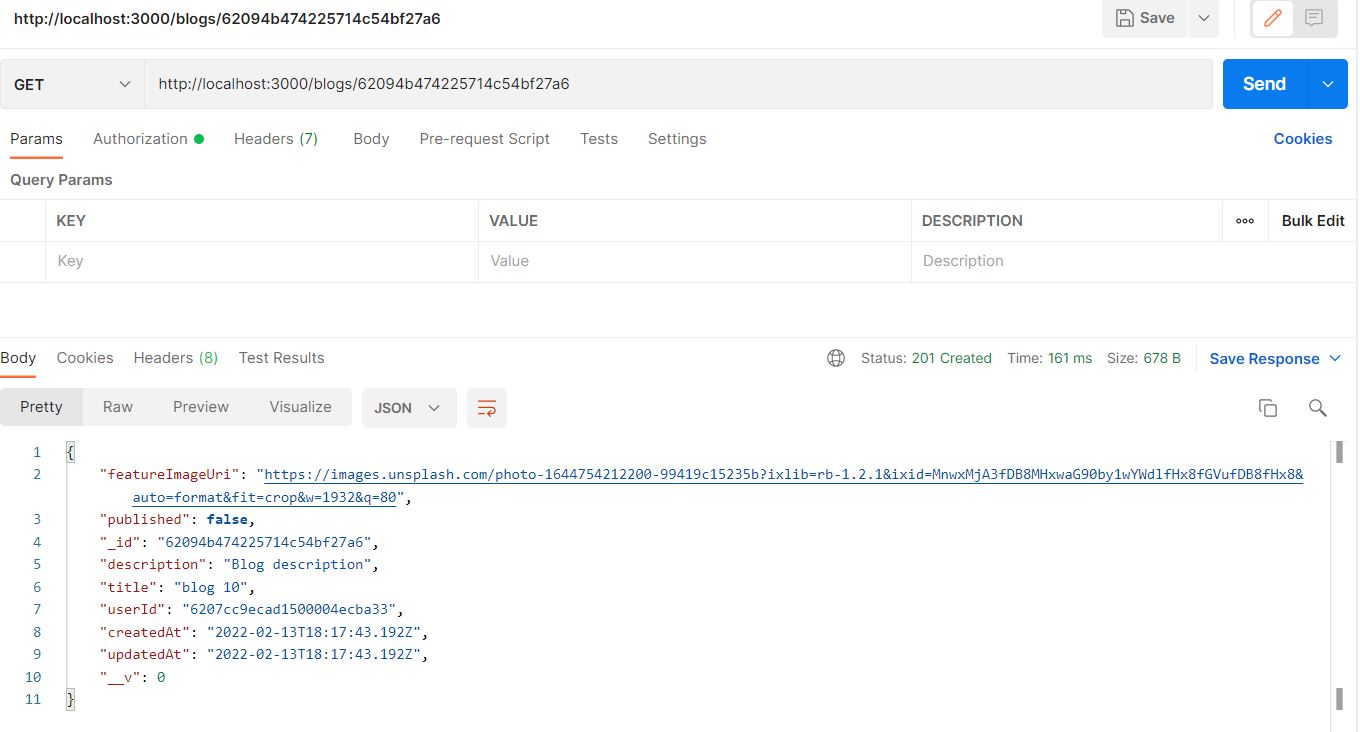 http://localhost:3000/blogs/62094b474225714c54bf27a6
Save
GET http://localhost:3000/blogs/62094b474225714c54bf27a6 Send
Params Authorization Headers (7) Body Pre-request Script Tests Settings Cookies
Query Params
KEY VALUE DESCRIPTION ooo Bulk Edit
Key Value Description
Body Cookies Headers (8) Test Results Status: 201 Created Time: 161 ms Size: 678 B Save Response
Pretty Raw Preview Visualize JSON
1 {
2 "featureImageUri": "https://images.unsplash.com/photo-1644754212200-99419c15235b?ixlib=rb-1.2.1&ixid=MnwxMjA3fDB8MHxwaG90by1wYWdlfHx8fGVufDB8fHx8&
auto=format&fit=crop&w=1932&q=80",
3 "published": false,
4 "_id": "62094b474225714c54bf27a6",
5 "description": "Blog description",
6 "title": "blog 10",
7 "userId": "6207cc9ecad1500004ecba33",
8 "createdAt": "2022-02-13T18:17:43.192Z",
9 "updatedAt": "2022-02-13T18:17:43.192Z",
10 "__v": 0
11 }